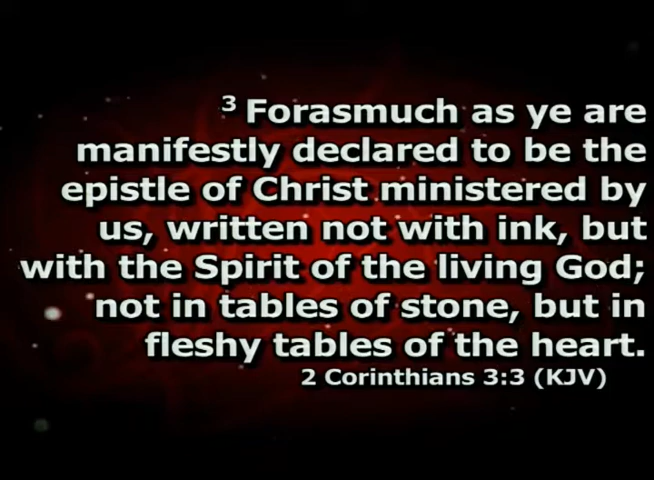 3 Forasmuch as ye are
manifestly declared to be the
epistle of Christ ministered by
us, written not with ink, but
with the Spirit of the living God;
not in tables of stone, but in
fleshy tables of the heart.
2 Corinthians 3:3 (KJV)